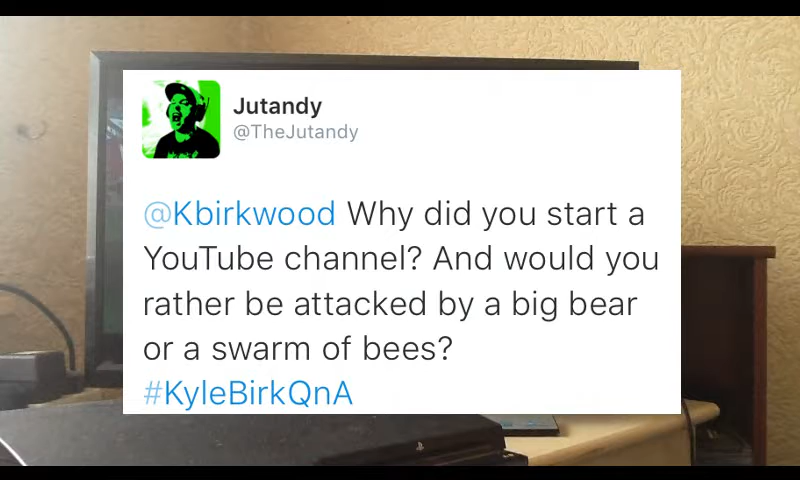 Jutandy
@TheJutandy
@Kbirkwood Why did you start a
YouTube channel? And would you
rather be attacked by a big bear
or a swarm of bees?
#KyleBirkQnA